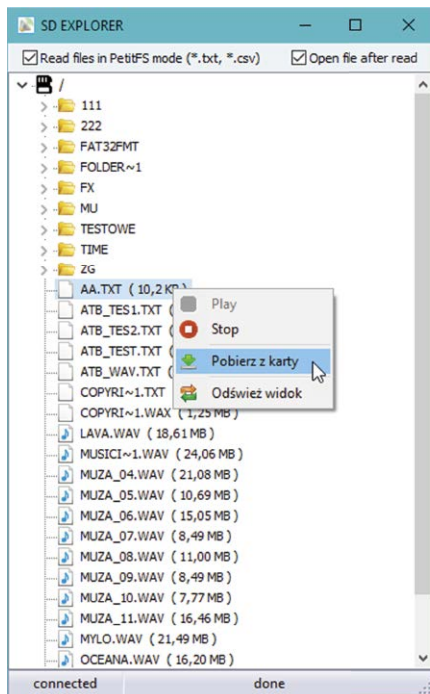 SD EXPLORER
Read files in PetitFS mode (*.txt, *.csv) Open file after read
/
111
222
FAT32FMT
FOLDER~1
FX
MU
TESTOWE
TIME
ZG
AA.TXT ( 10,2 KB )
ATB_TES1.TXT (
ATB_TES2.TXT (
ATB_TEST.TXT (
ATB_WAV.TXT (
COPYRI~1.TXT
COPYRI~1.WAX ( 1,25 MB )
LAVA.WAV ( 18,61 MB )
MUSICI~1.WAV ( 24,06 MB )
MUZA_04.WAV ( 21,08 MB )
MUZA_05.WAV ( 10,69 MB )
MUZA_06.WAV ( 15,05 MB )
MUZA_07.WAV ( 8,49 MB )
MUZA_08.WAV ( 11,00 MB )
MUZA_09.WAV ( 8,49 MB )
MUZA_10.WAV ( 7,77 MB )
MUZA_11.WAV ( 16,46 MB )
MYLO.WAV ( 21,49 MB )
OCEANA.WAV ( 16,20 MB )
Play
Stop
Pobierz z karty
Odśwież widok
connected done